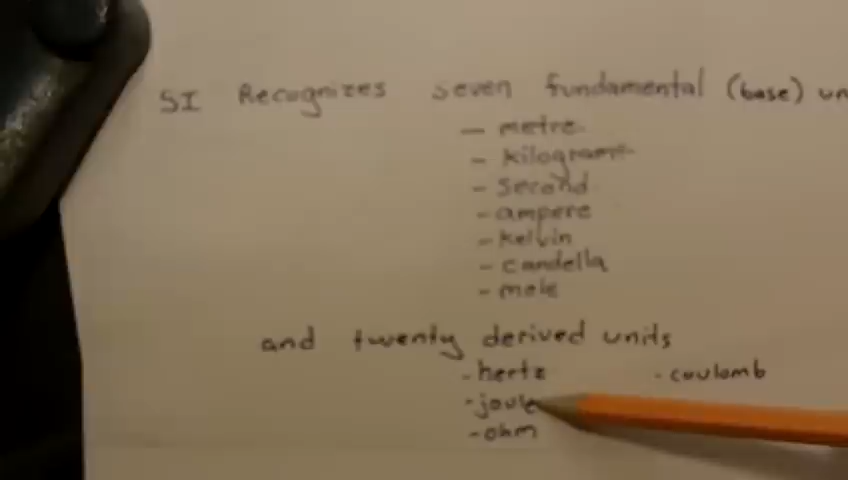 SI Recognizes seven fundamental (base) un
- metre
- kilogram
- second
- ampere
- kelvin
- candella
- mole
and twenty derived units
- hertz - coulomb
- joule
- ohm